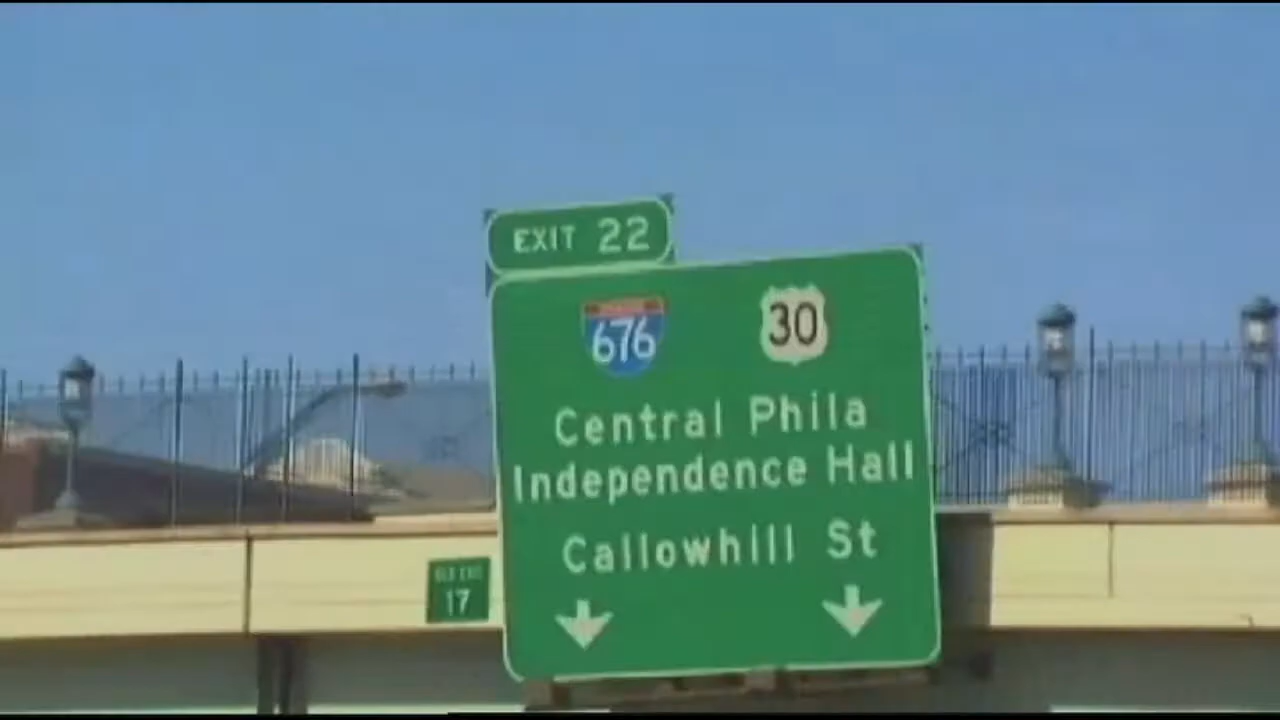 EXIT 22
676
30
Central Phila
Independence Hall
Callowhill St
17